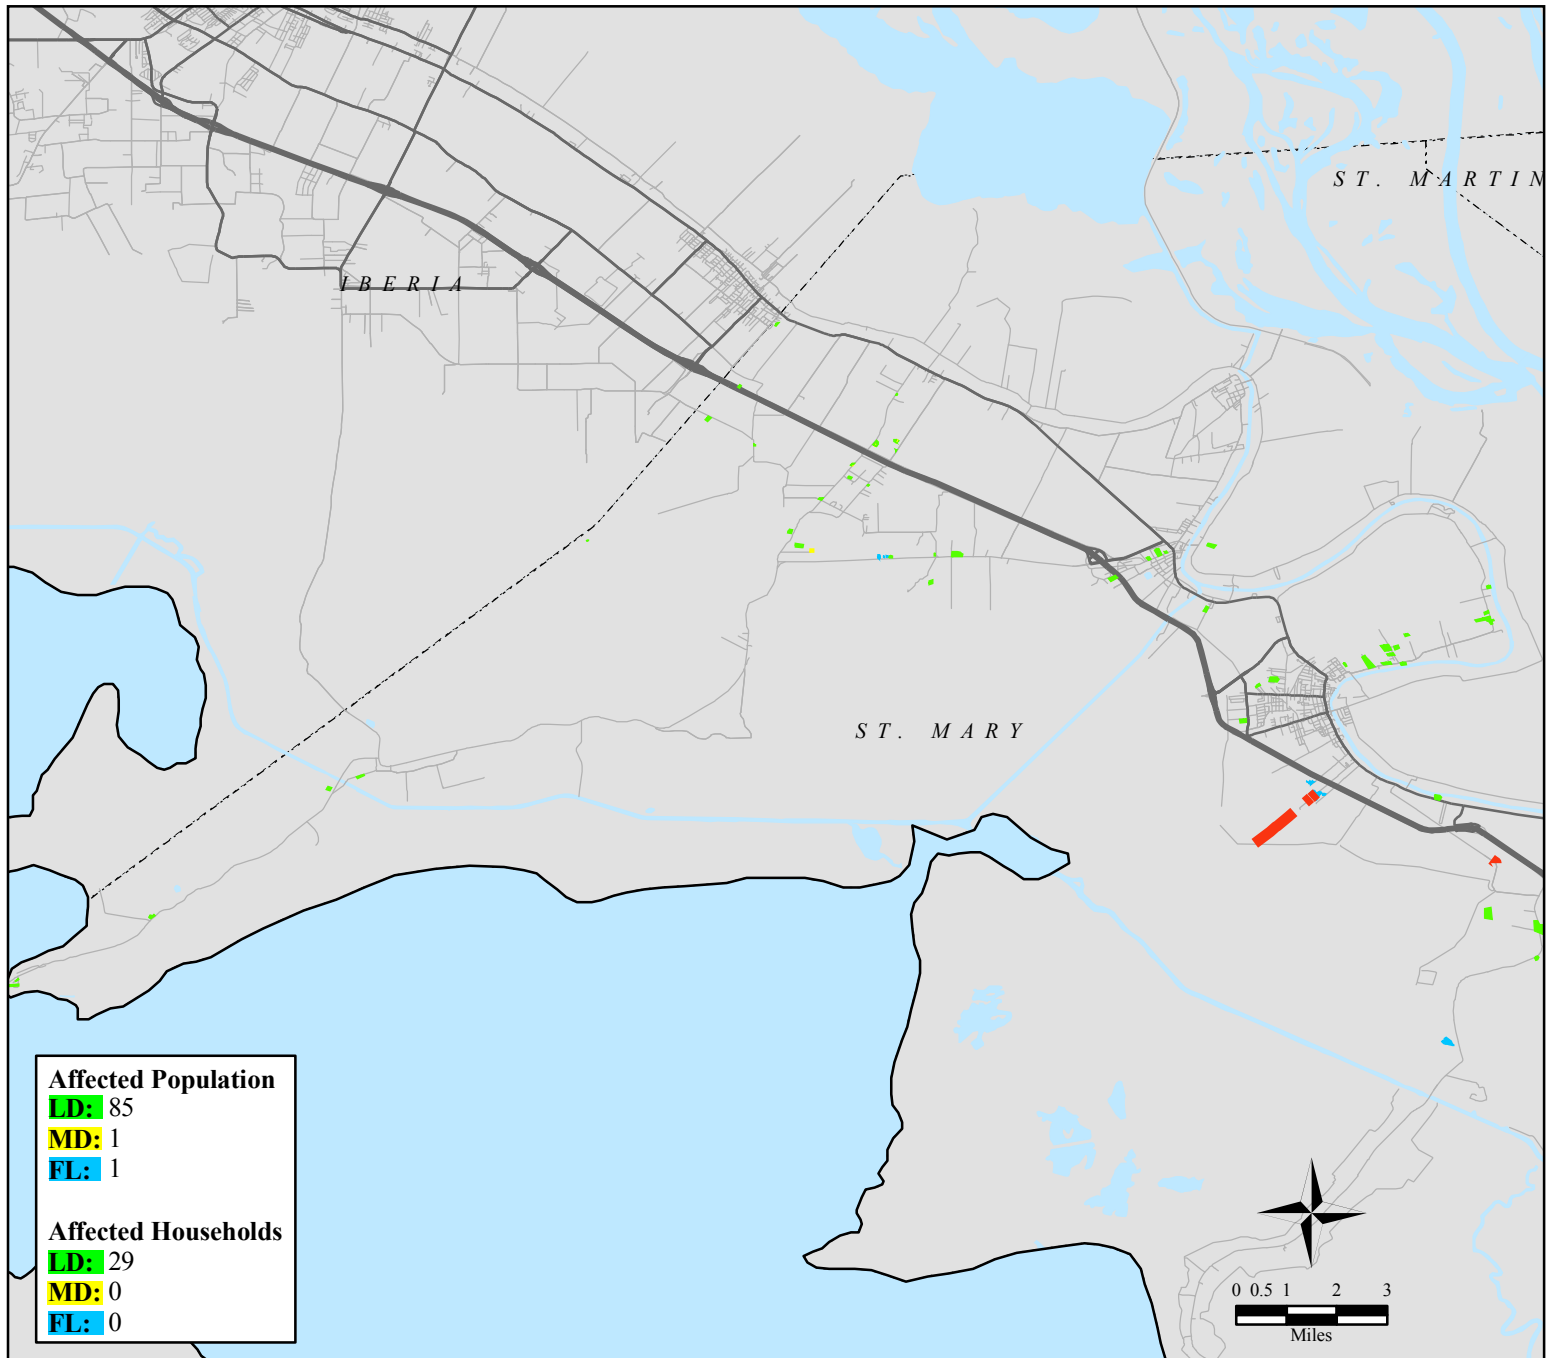 ST. MARTIN
IBERIA
ST. MARY
Affected Population
LD: 85
MD: 1
FL: 1
Affected Households
LD: 29
MD: 0
FL: 0
0 0.5 1 2 3
Miles